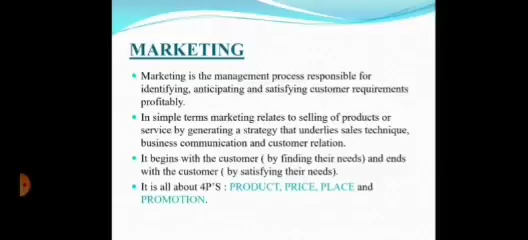 MARKETING
Marketing is the management process responsible for
identifying, anticipating and satisfying customer requirements
profitably.
In simple terms marketing relates to selling of products or
service by generating a strategy that underlies sales technique,
business communication and customer relation.
It begins with the customer ( by finding their needs) and ends
with the customer ( by satisfying their needs).
It is all about 4P'S : PRODUCT, PRICE, PLACE and
PROMOTION.